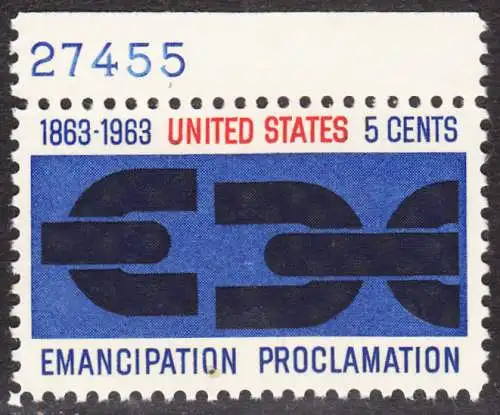 27455
1863-1963 UNITED STATES 5 CENTS
EMANCIPATION PROCLAMATION